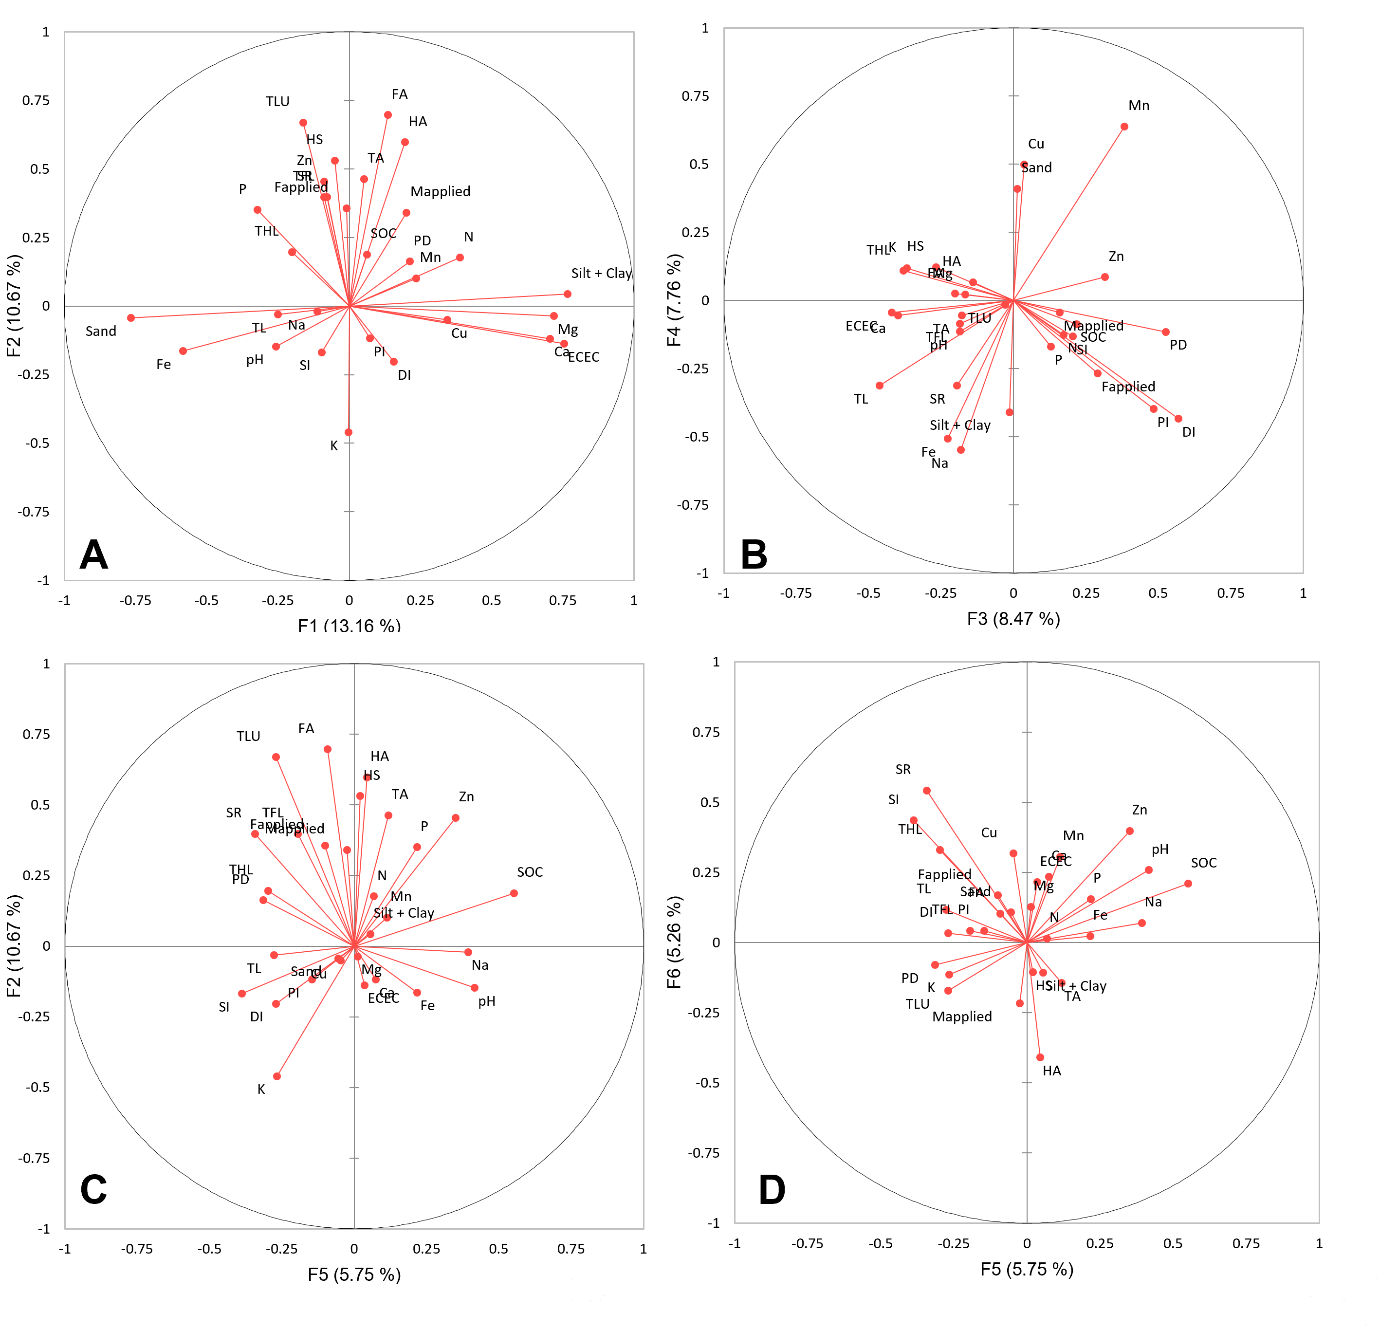 1
0.75
0.5
0.25
0
-0.25
-0.5
-0.75
-1
F2 (10.67 %)
TLU
FA
HS
HA
Zn
TA
SR
Fapplied
P
Mapplied
THL
SOC
PD
N
Mn
Silt + Clay
Sand
TL
Na
Cu
Mg
Fe
pH
SI
PI
Ca
ECEC
DI
K
A
-1
-0.75
-0.5
-0.25
0
0.25
0.5
0.75
1
F1 (13.16 %)
1
0.75
0.5
0.25
0
-0.25
-0.5
-0.75
-1
F4 (7.76 %)
Mn
Cu
Sand
THL
K
HS
HA
FA
Mg
Zn
ECEC
Ca
TA
TLU
TFL
pH
Mapplied
SOC
N
SI
PD
P
TL
SR
Fapplied
Silt + Clay
PI
DI
Fe
Na
B
-1
-0.75
-0.5
-0.25
0
0.25
0.5
0.75
1
F3 (8.47 %)
1
0.75
0.5
0.25
0
-0.25
-0.5
-0.75
-1
F2 (10.67 %)
TLU
FA
HA
HS
TA
Zn
SR
TFL
Fapplied
Mapplied
P
THL
PD
N
SOC
Mn
Silt + Clay
TL
Sand
Cu
Mg
Na
SI
PI
Ca
ECEC
Fe
pH
DI
K
C
-1
-0.75
-0.5
-0.25
0
0.25
0.5
0.75
1
F5 (5.75 %)
1
0.75
0.5
0.25
0
-0.25
-0.5
-0.75
-1
F6 (5.26 %)
SR
SI
THL
Cu
Mn
Zn
Ca
ECEC
pH
SOC
Fapplied
TL
Sand
FA
Mg
P
Na
DI
TFL
PI
N
Fe
PD
K
HS
Silt + Clay
TLU
TA
Mapplied
HA
D
-1
-0.75
-0.5
-0.25
0
0.25
0.5
0.75
1
F5 (5.75 %)